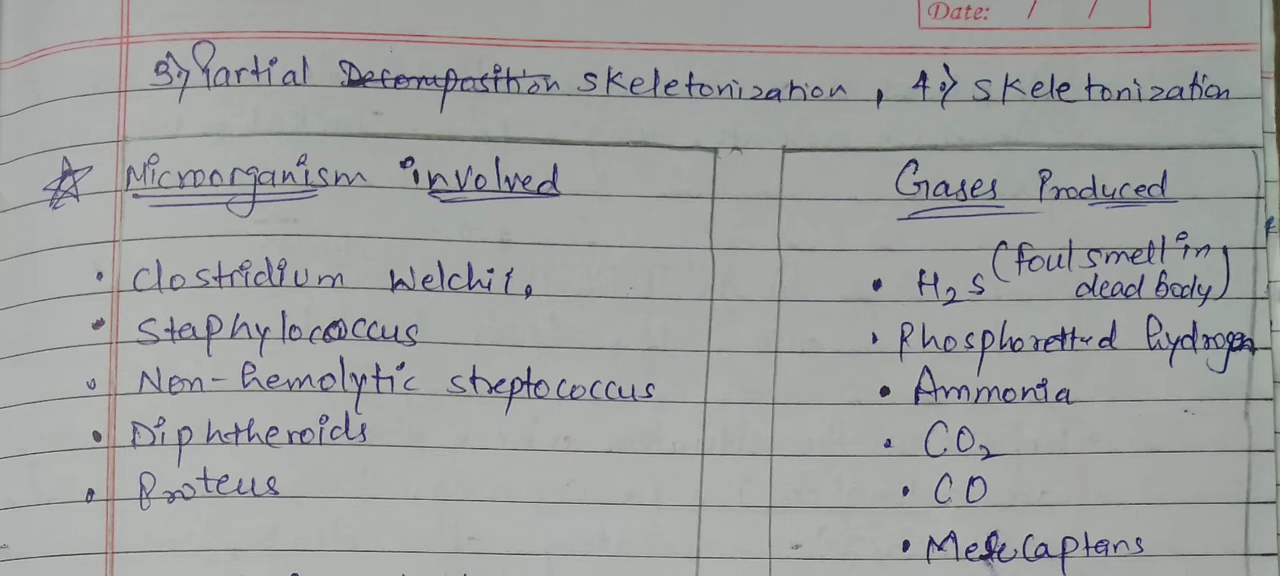 Date: / /
3) Partial Decomposition skeletonization, 4) skeletonization
Microorganism involved
Gases Produced
• Clostridium Welchii,
• Staphylococcus
• Non-hemolytic streptococcus
• Diphtheroids
• Proteus
• H₂S (foul smell in dead body)
• Phosphoretted hydrogen
• Ammonia
• CO₂
• CO
• Mercaptans